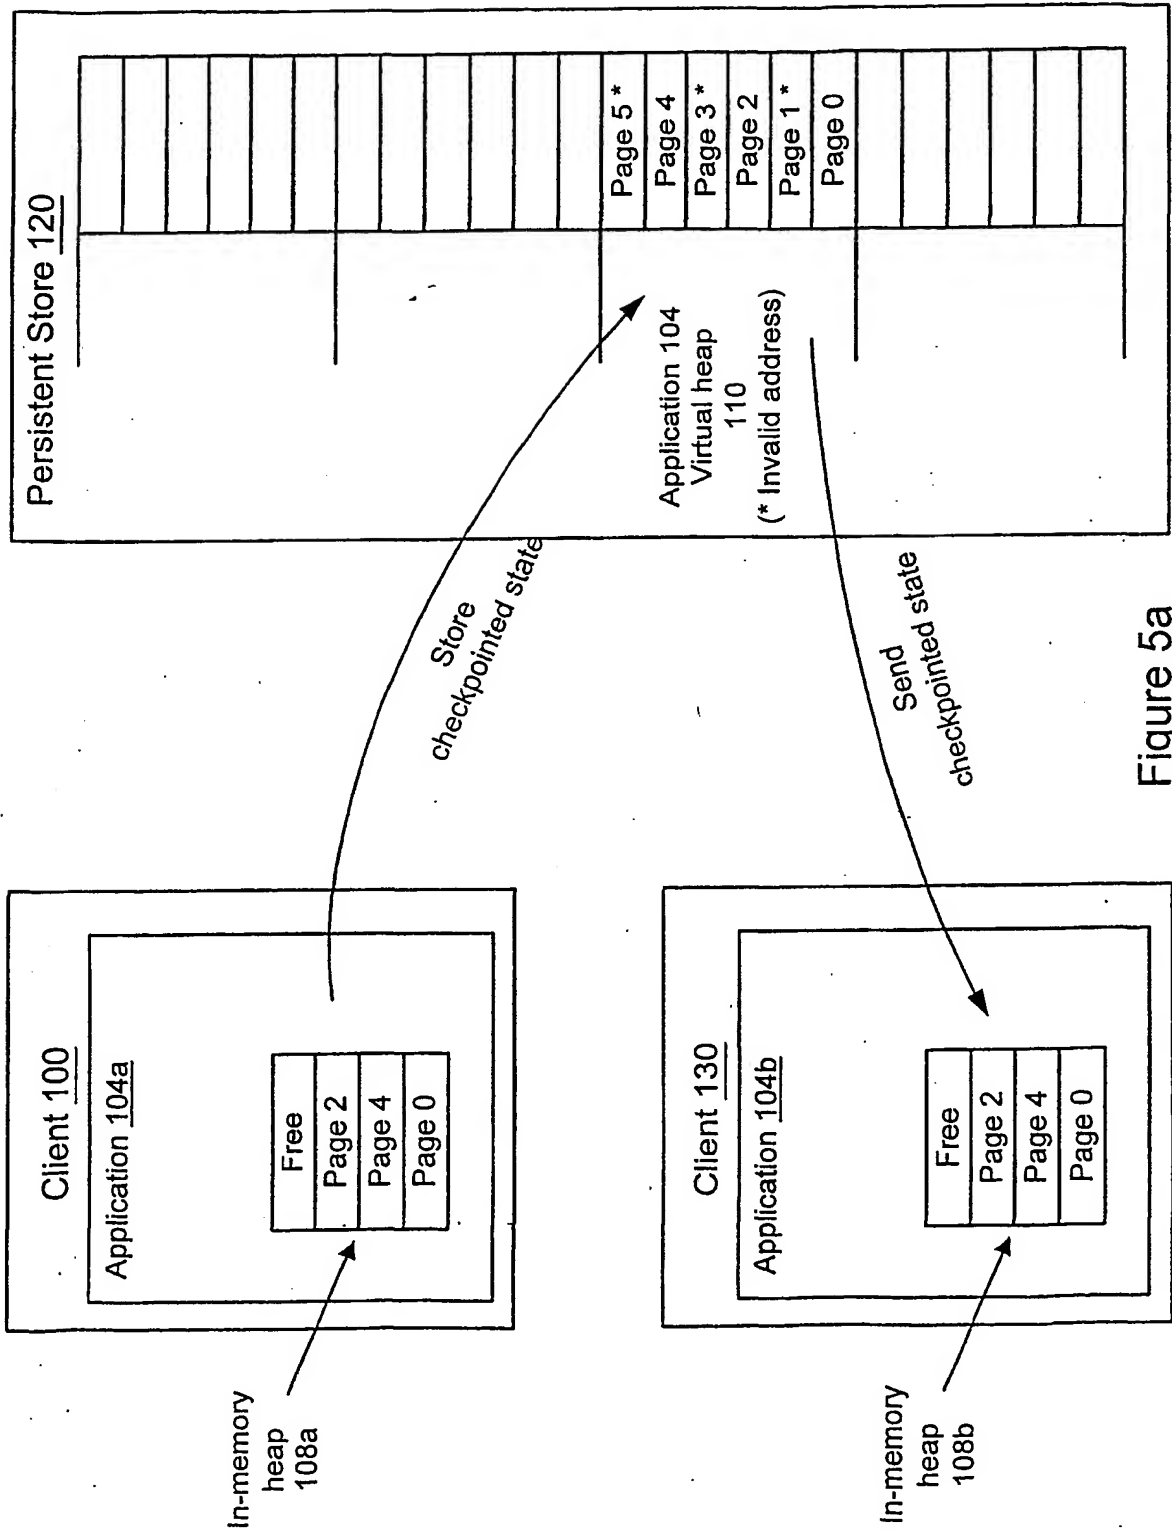 Client 100
Application 104a
Free
Page 2
Page 4
Page 0
In-memory
heap
108a
Store
checkpointed state
Persistent Store 120
Application 104
Virtual heap
110
(* Invalid address)
Page 5 *
Page 4
Page 3 *
Page 2
Page 1 *
Page 0
Client 130
Application 104b
Free
Page 2
Page 4
Page 0
In-memory
heap
108b
Send
checkpointed state
Figure 5a